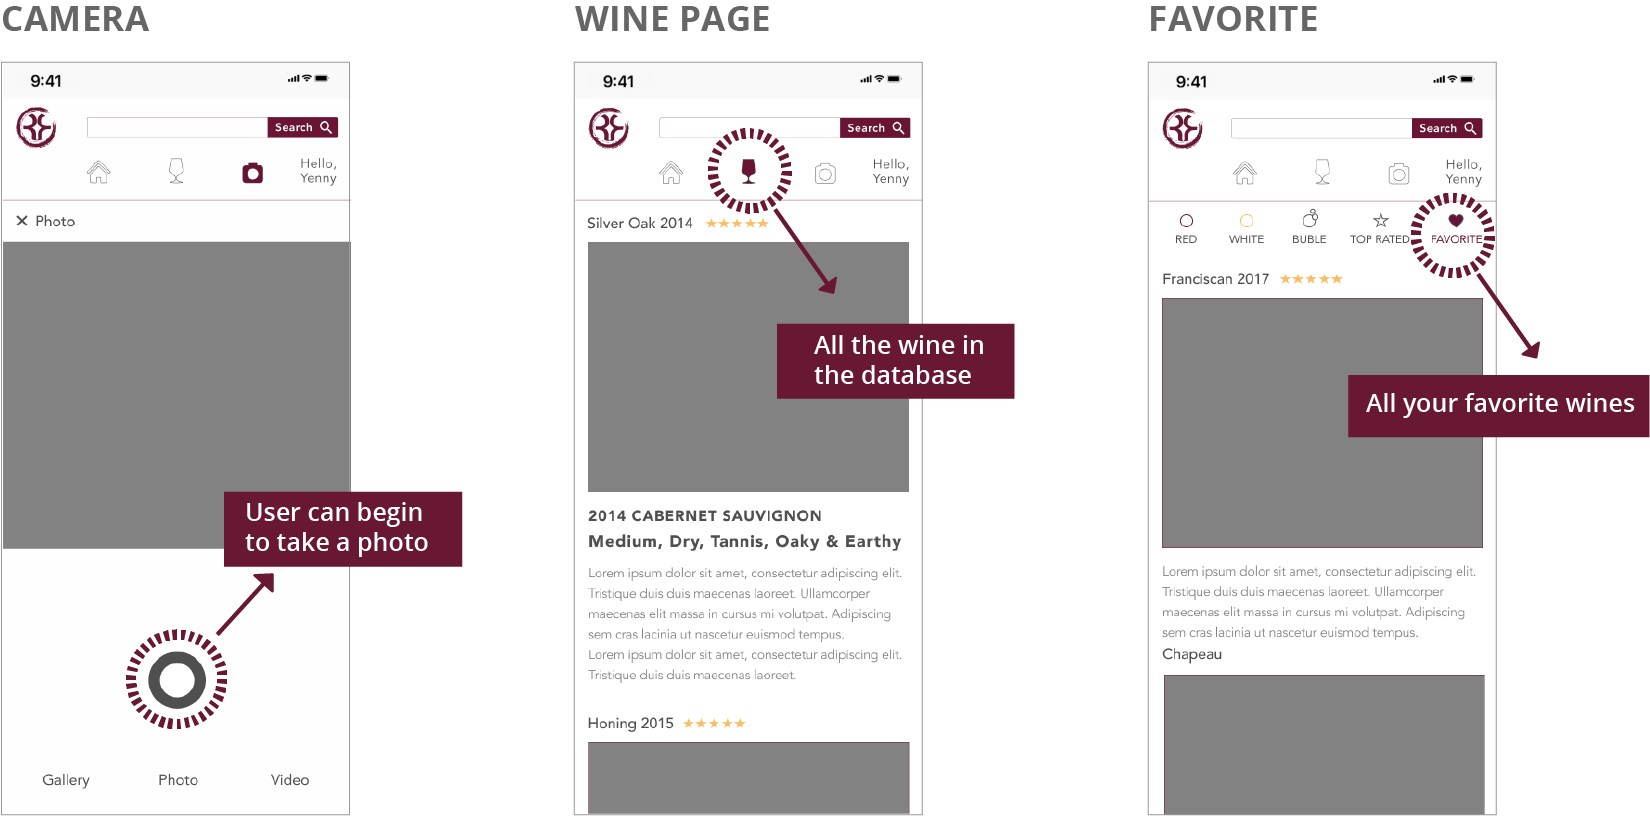 CAMERA
9:41
Search
Hello,
Yenny
Photo
User can begin
to take a photo
Gallery
Photo
Video
WINE PAGE
9:41
Search
Hello,
Yenny
Silver Oak 2014
All the wine in
the database
2014 CABERNET SAUVIGNON
Medium, Dry, Tannis, Oaky & Earthy
Lorem ipsum dolor sit amet, consectetur adipiscing elit.
Tristique duis duis maecenas laoreet. Ullamcorper
maecenas elit massa in cursus mi volutpat. Adipiscing
sem cras lacinia ut nascetur euismod tempus.
Lorem ipsum dolor sit amet, consectetur adipiscing elit.
Tristique duis duis maecenas laoreet.
Honing 2015
FAVORITE
9:41
Search
Hello,
Yenny
RED
WHITE
BUBLE
TOP RATED
FAVORITE
Franciscan 2017
All your favorite wines
Lorem ipsum dolor sit amet, consectetur adipiscing elit.
Tristique duis duis maecenas laoreet. Ullamcorper
maecenas elit massa in cursus mi volutpat. Adipiscing
sem cras lacinia ut nascetur euismod tempus.
Chapeau